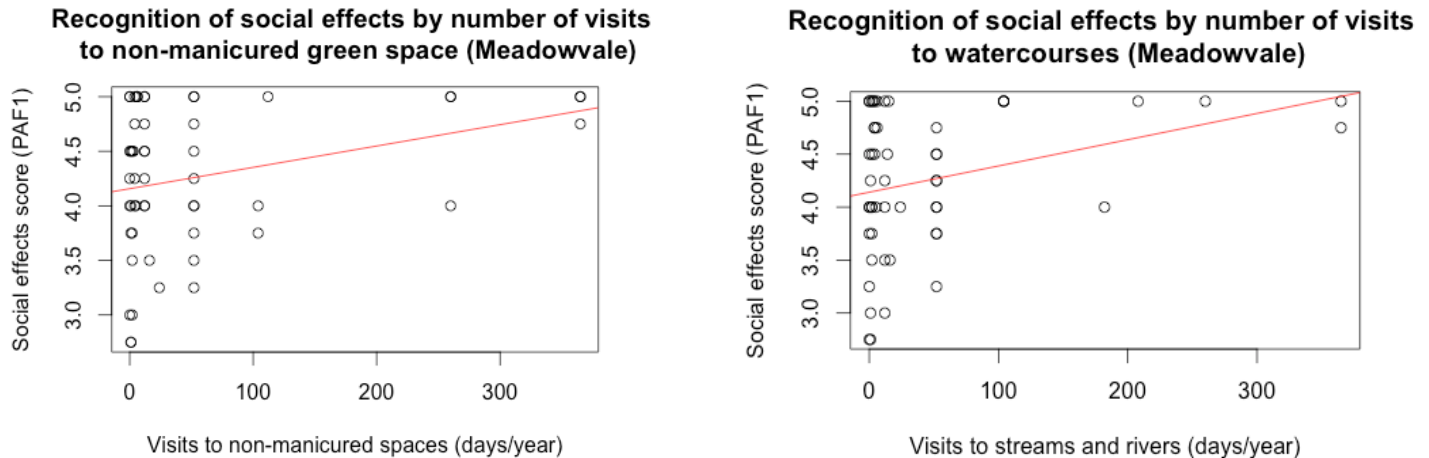 Recognition of social effects by number of visits
to non-manicured green space (Meadowvale)
Social effects score (PAF1)
5.0
4.5
4.0
3.5
3.0
0 100 200 300
Visits to non-manicured spaces (days/year)
Recognition of social effects by number of visits
to watercourses (Meadowvale)
Social effects score (PAF1)
5.0
4.5
4.0
3.5
3.0
0 100 200 300
Visits to streams and rivers (days/year)